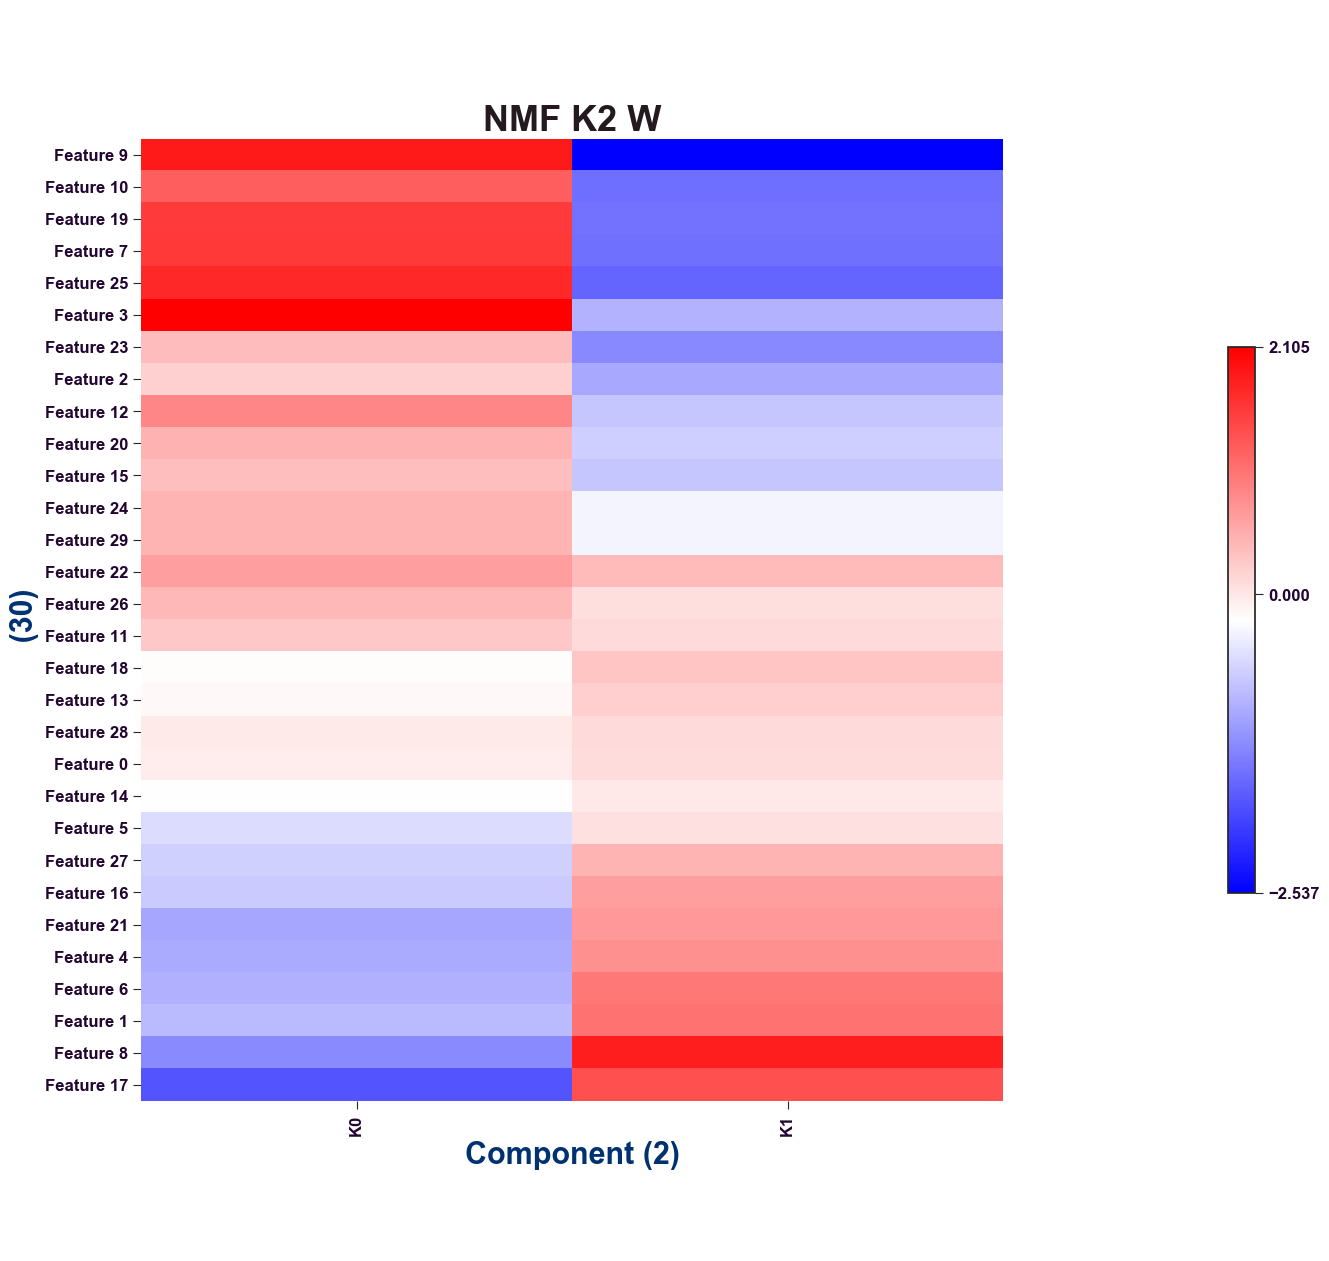 NMF K2 W
Feature 9
Feature 10
Feature 19
Feature 7
Feature 25
Feature 3
Feature 23
Feature 2
Feature 12
Feature 20
Feature 15
Feature 24
Feature 29
Feature 22
Feature 26
Feature 11
Feature 18
Feature 13
Feature 28
Feature 0
Feature 14
Feature 5
Feature 27
Feature 16
Feature 21
Feature 4
Feature 6
Feature 1
Feature 8
Feature 17
(30)
K0
K1
Component (2)
2.105
0.000
−2.537